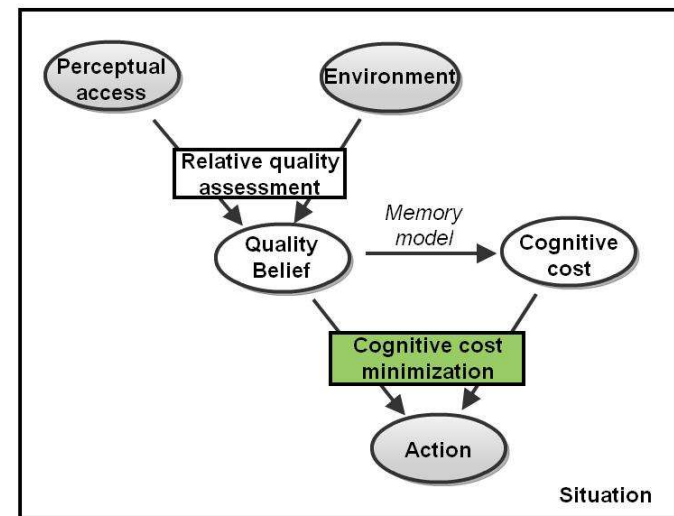 Perceptual
access
Environment
Relative quality
assessment
Memory
model
Quality
Belief
Cognitive
cost
Cognitive cost
minimization
Action
Situation